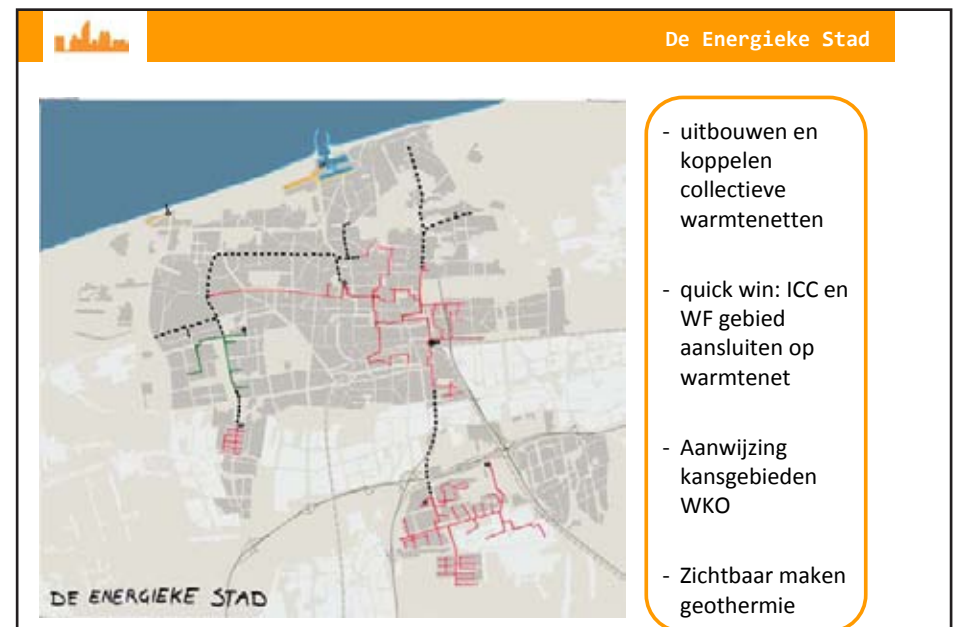 De Energieke Stad
- uitbouwen en
koppelen
collectieve
warmtenetten
- quick win: ICC en
WF gebied
aansluiten op
warmtenet
- Aanwijzing
kansgebieden
WKO
- Zichtbaar maken
geothermie
DE ENERGIEKE STAD